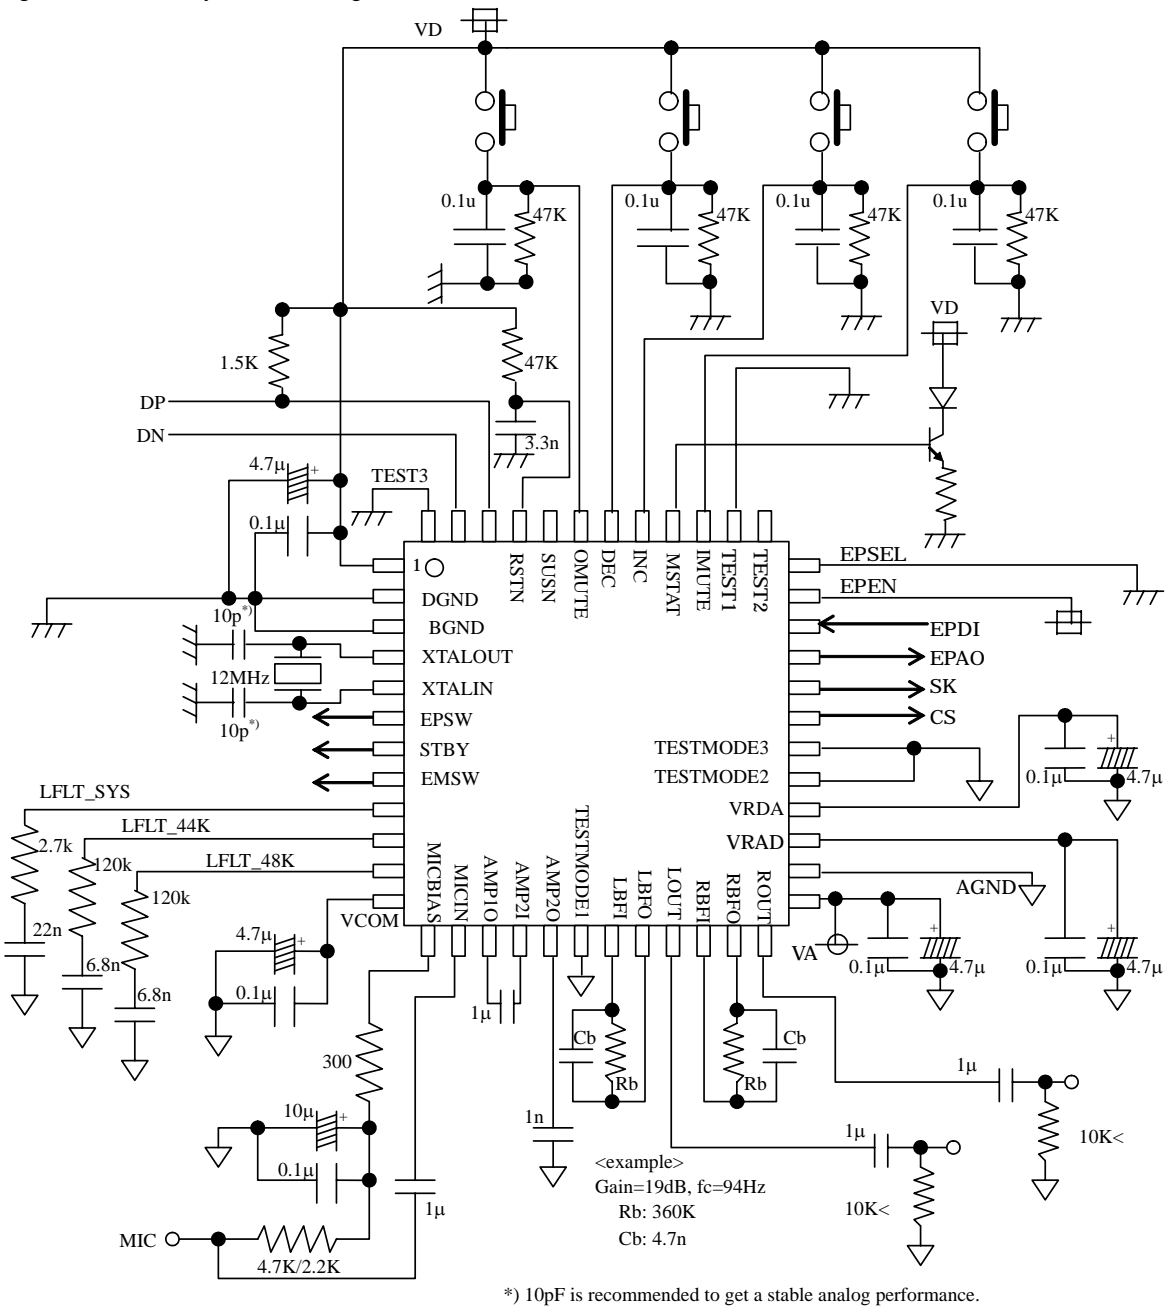 VD
0.1u
47K
0.1u
47K
0.1u
47K
0.1u
47K
VD
1.5K
47K
DP
DN
3.3n
4.7µ
+
TEST3
0.1µ
RSTN
SUSN
OMUTE
DEC
INC
MSTAT
IMUTE
TEST1
TEST2
1
EPSEL
DGND
EPEN
10p*)
BGND
EPDI
XTALOUT
EPAO
12MHz
XTALIN
SK
10p*)
EPSW
CS
STBY
TESTMODE3
EMSW
TESTMODE2
+
0.1µ
4.7µ
LFLT_SYS
VRDA
2.7k
LFLT_44K
VRAD
120k
LFLT_48K
AGND
120k
VCOM
MICBIAS
MICIN
AMP1O
AMP2I
AMP2O
TESTMODE1
LBFI
LBFO
LOUT
RBFI
RBFO
ROUT
22n
4.7µ
+
VA
+
+
6.8n
0.1µ
4.7µ
0.1µ
4.7µ
6.8n
0.1µ
1µ
Cb
Cb
300
Rb
Rb
1µ
10µ
+
1n
1µ
10K<
0.1µ
<example>
Gain=19dB, fc=94Hz
1µ
Rb: 360K
10K<
MIC
Cb: 4.7n
4.7K/2.2K
*) 10pF is recommended to get a stable analog performance.